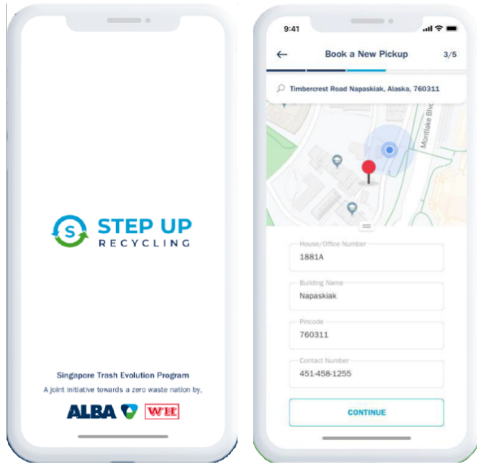 STEP UP
RECYCLING
Singapore Trash Evolution Program
A joint initiative towards a zero waste nation by,
ALBA
9:41
Book a New Pickup
3/5
Timbercrest Road Napaskiak, Alaska, 760311
Montlake Blvd
House/Office Number
1881A
Building Name
Napaskiak
Pincode
760311
Contact Number
451-458-1255
CONTINUE